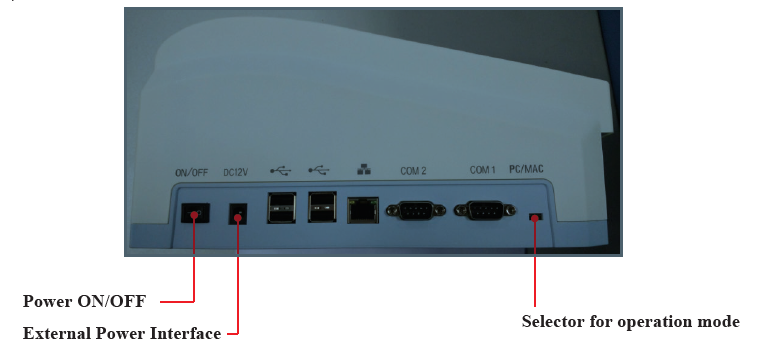 ON/OFF DC12V COM 2 COM 1 PC/MAC
Power ON/OFF
External Power Interface
Selector for operation mode